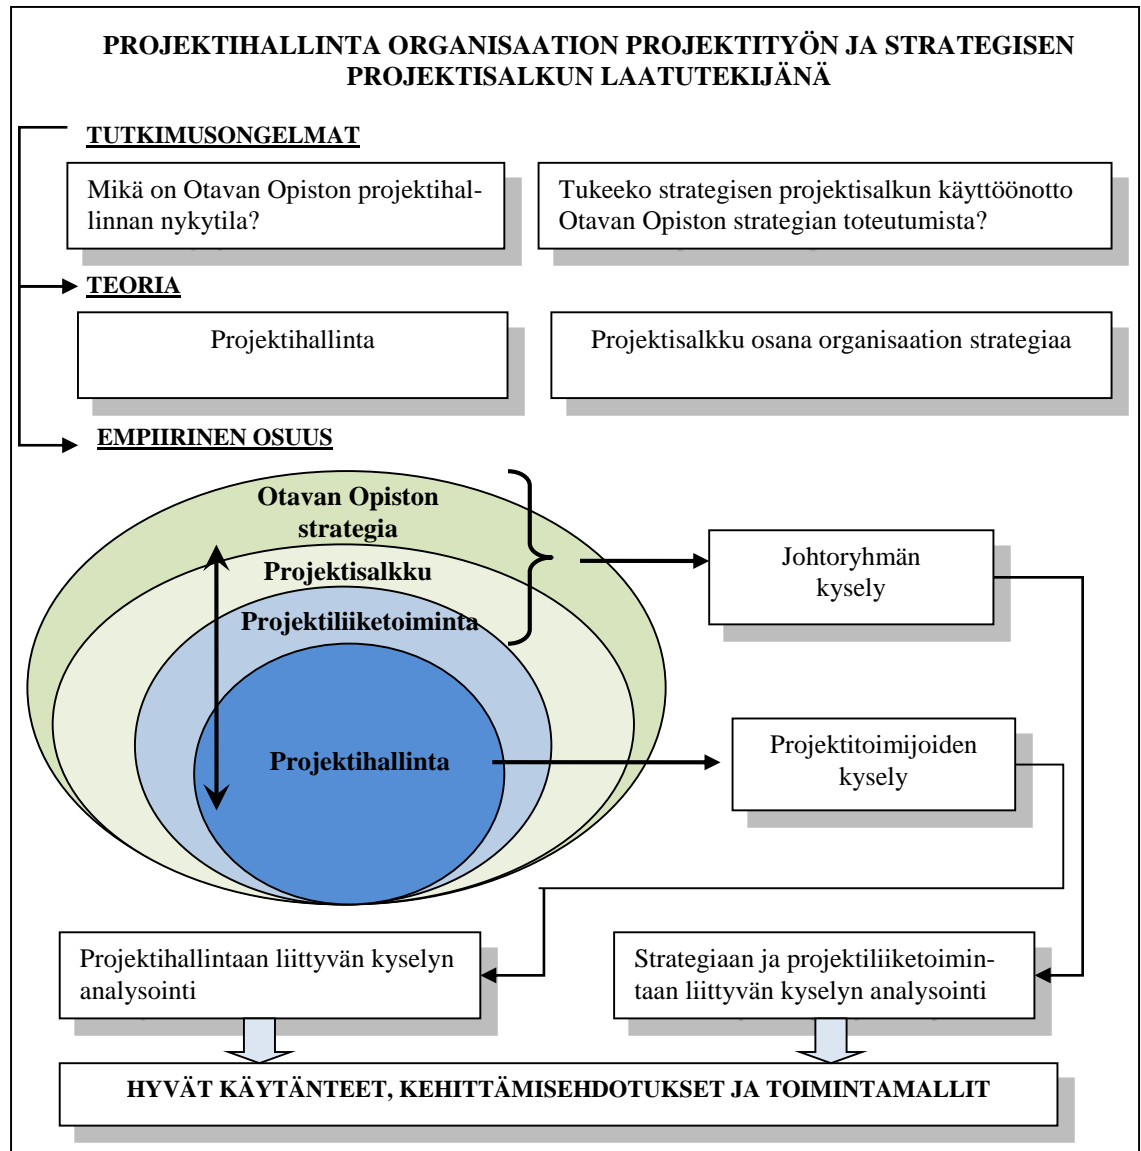 PROJEKTIHALLINTA ORGANISAATION PROJEKTITYÖN JA STRATEGISEN
PROJEKTISALKUN LAATUTEKIJÄNÄ
TUTKIMUSONGELMAT
Mikä on Otavan Opiston projektihal-
linnan nykytila?
Tukeeko strategisen projektisalkun käyttöönotto
Otavan Opiston strategian toteutumista?
TEORIA
Projektihallinta
Projektisalkku osana organisaation strategiaa
EMPIIRINEN OSUUS
Otavan Opiston
strategia
Projektisalkku
Projektiliiketoiminta
Projektihallinta
Johtoryhmän
kysely
Projektitoimijoiden
kysely
Projektihallintaan liittyvän kyselyn
analysointi
Strategiaan ja projektiliiketoimin-
taan liittyvän kyselyn analysointi
HYVÄT KÄYTÄNTEET, KEHITTÄMISEHDOTUKSET JA TOIMINTAMALLIT